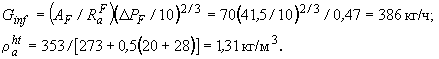 G_inf = (A_F / R_a^F)(ΔP_F / 10)^{2/3} = 70(41,5/10)^{2/3} / 0,47 = 386 кг/ч;
ρ_a^{ht} = 353/[273 + 0,5(20 + 28)] = 1,31 кг/м³.